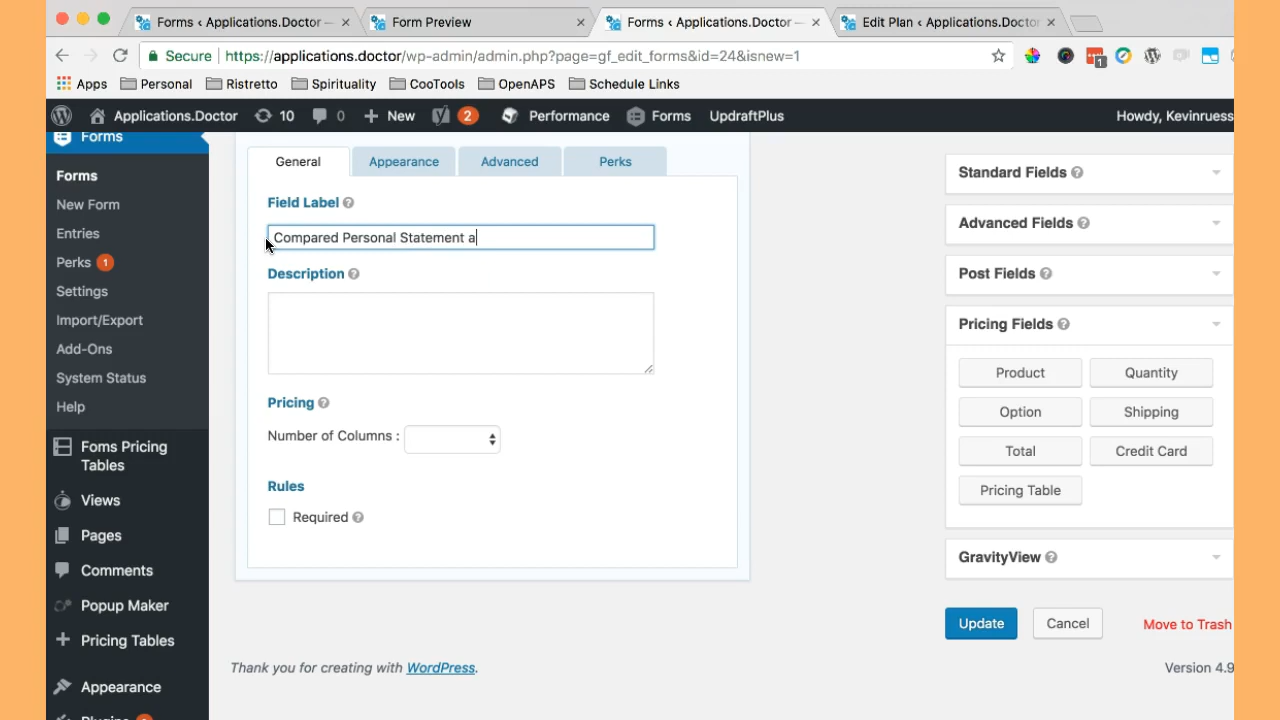 Forms ‹ Applications.Doctor —
Form Preview
Forms ‹ Applications.Doctor —
Edit Plan ‹ Applications.Doctor
Secure
https://applications.doctor/wp-admin/admin.php?page=gf_edit_forms&id=24&isnew=1
1
Apps
Personal
Ristretto
Spirituality
CooTools
OpenAPS
Schedule Links
Applications.Doctor
10
0
New
2
Performance
Forms
UpdraftPlus
Howdy, Kevinruess
Forms
Forms
New Form
Entries
Perks 1
Settings
Import/Export
Add-Ons
System Status
Help
Foms Pricing
Tables
Views
Pages
Comments
Popup Maker
Pricing Tables
Appearance
General
Appearance
Advanced
Perks
Field Label
Compared Personal Statement a
Description
Pricing
Number of Columns :
Rules
Required
Standard Fields
Advanced Fields
Post Fields
Pricing Fields
Product
Quantity
Option
Shipping
Total
Credit Card
Pricing Table
GravityView
Update
Cancel
Move to Trash
Thank you for creating with WordPress.
Version 4.9